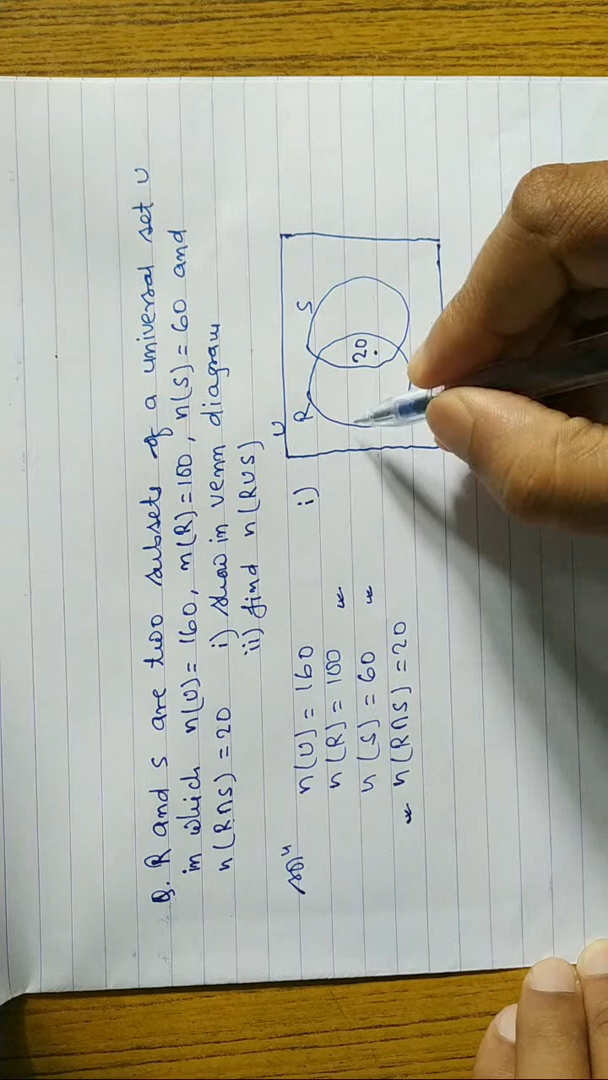 Q. R and S are two subsets of a universal set U
in which n(U) = 160, n(R) = 100, n(S) = 60 and
n(R∩S) = 20 i) show in venn diagram
ii) find n(R∪S)
Solⁿ
n(U) = 160
n(R) = 100
n(S) = 60
n(R∩S) = 20
i)
U
R S
20